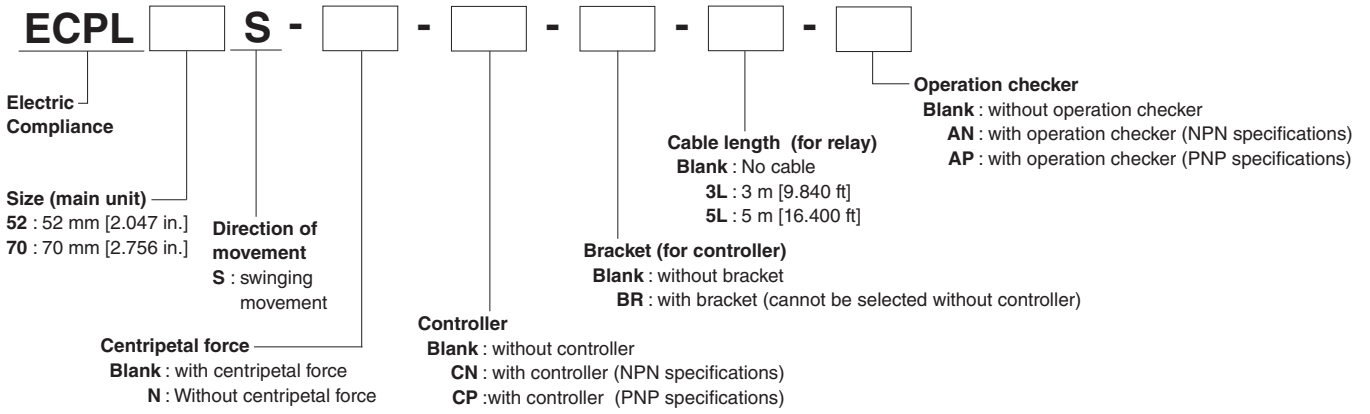 ECPL S - - - - -
Electric
Compliance
Size (main unit)
52 : 52 mm [2.047 in.]
70 : 70 mm [2.756 in.]
Direction of
movement
S : swinging
movement
Centripetal force
Blank : with centripetal force
N : Without centripetal force
Controller
Blank : without controller
CN : with controller (NPN specifications)
CP :with controller (PNP specifications)
Bracket (for controller)
Blank : without bracket
BR : with bracket (cannot be selected without controller)
Cable length (for relay)
Blank : No cable
3L : 3 m [9.840 ft]
5L : 5 m [16.400 ft]
Operation checker
Blank : without operation checker
AN : with operation checker (NPN specifications)
AP : with operation checker (PNP specifications)